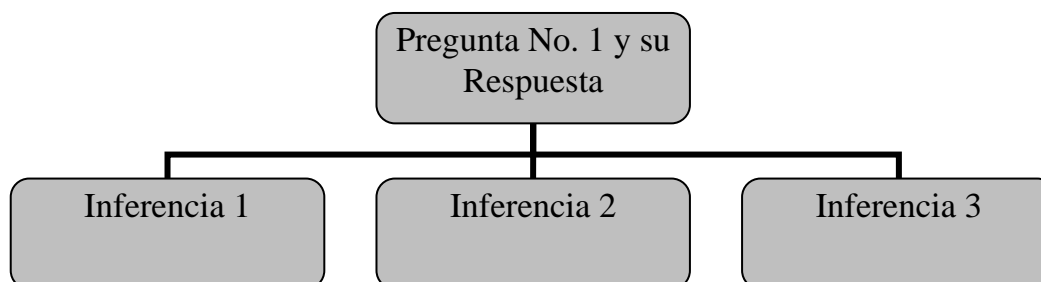 Pregunta No. 1 y su
Respuesta
Inferencia 1
Inferencia 2
Inferencia 3